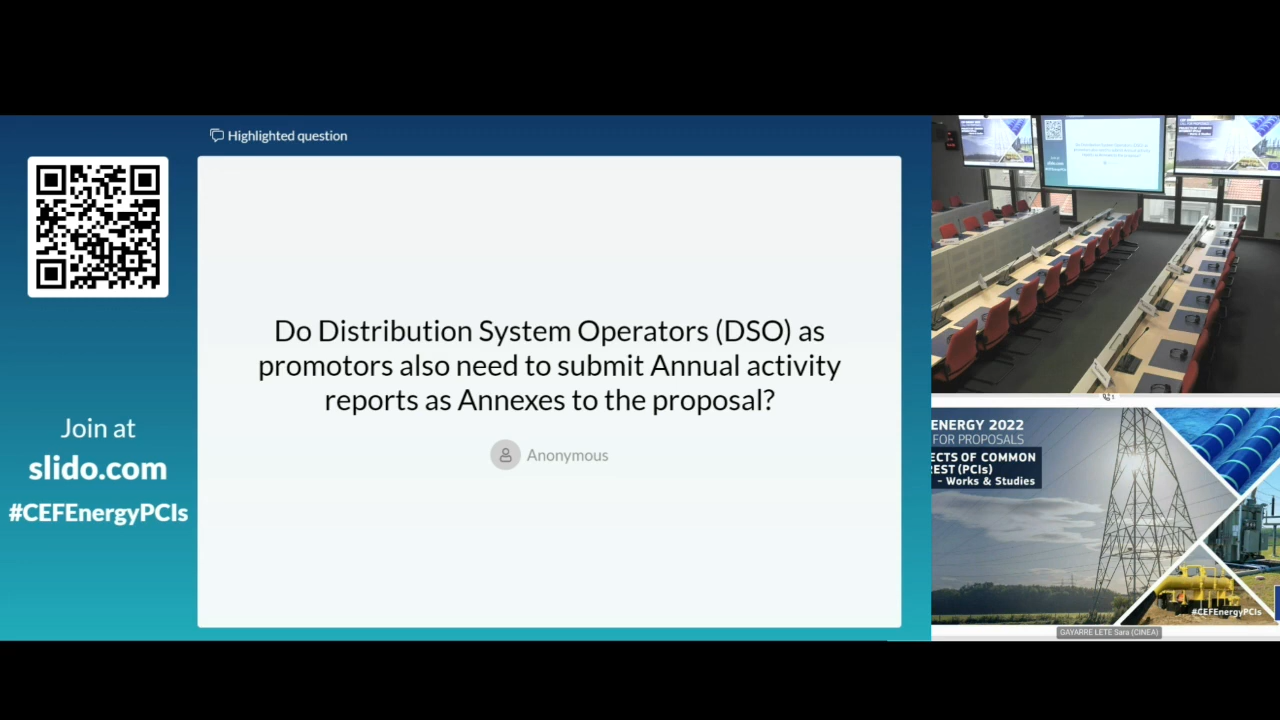 Highlighted question
Do Distribution System Operators (DSO) as
promotors also need to submit Annual activity
reports as Annexes to the proposal?
Anonymous
Join at
slido.com
#CEFEnergyPCIs
ENERGY 2022
FOR PROPOSALS
ECTS OF COMMON
REST (PCIs)
- Works & Studies
#CEFEnergyPCIs
GAYARRE LETE Sara (CINEA)